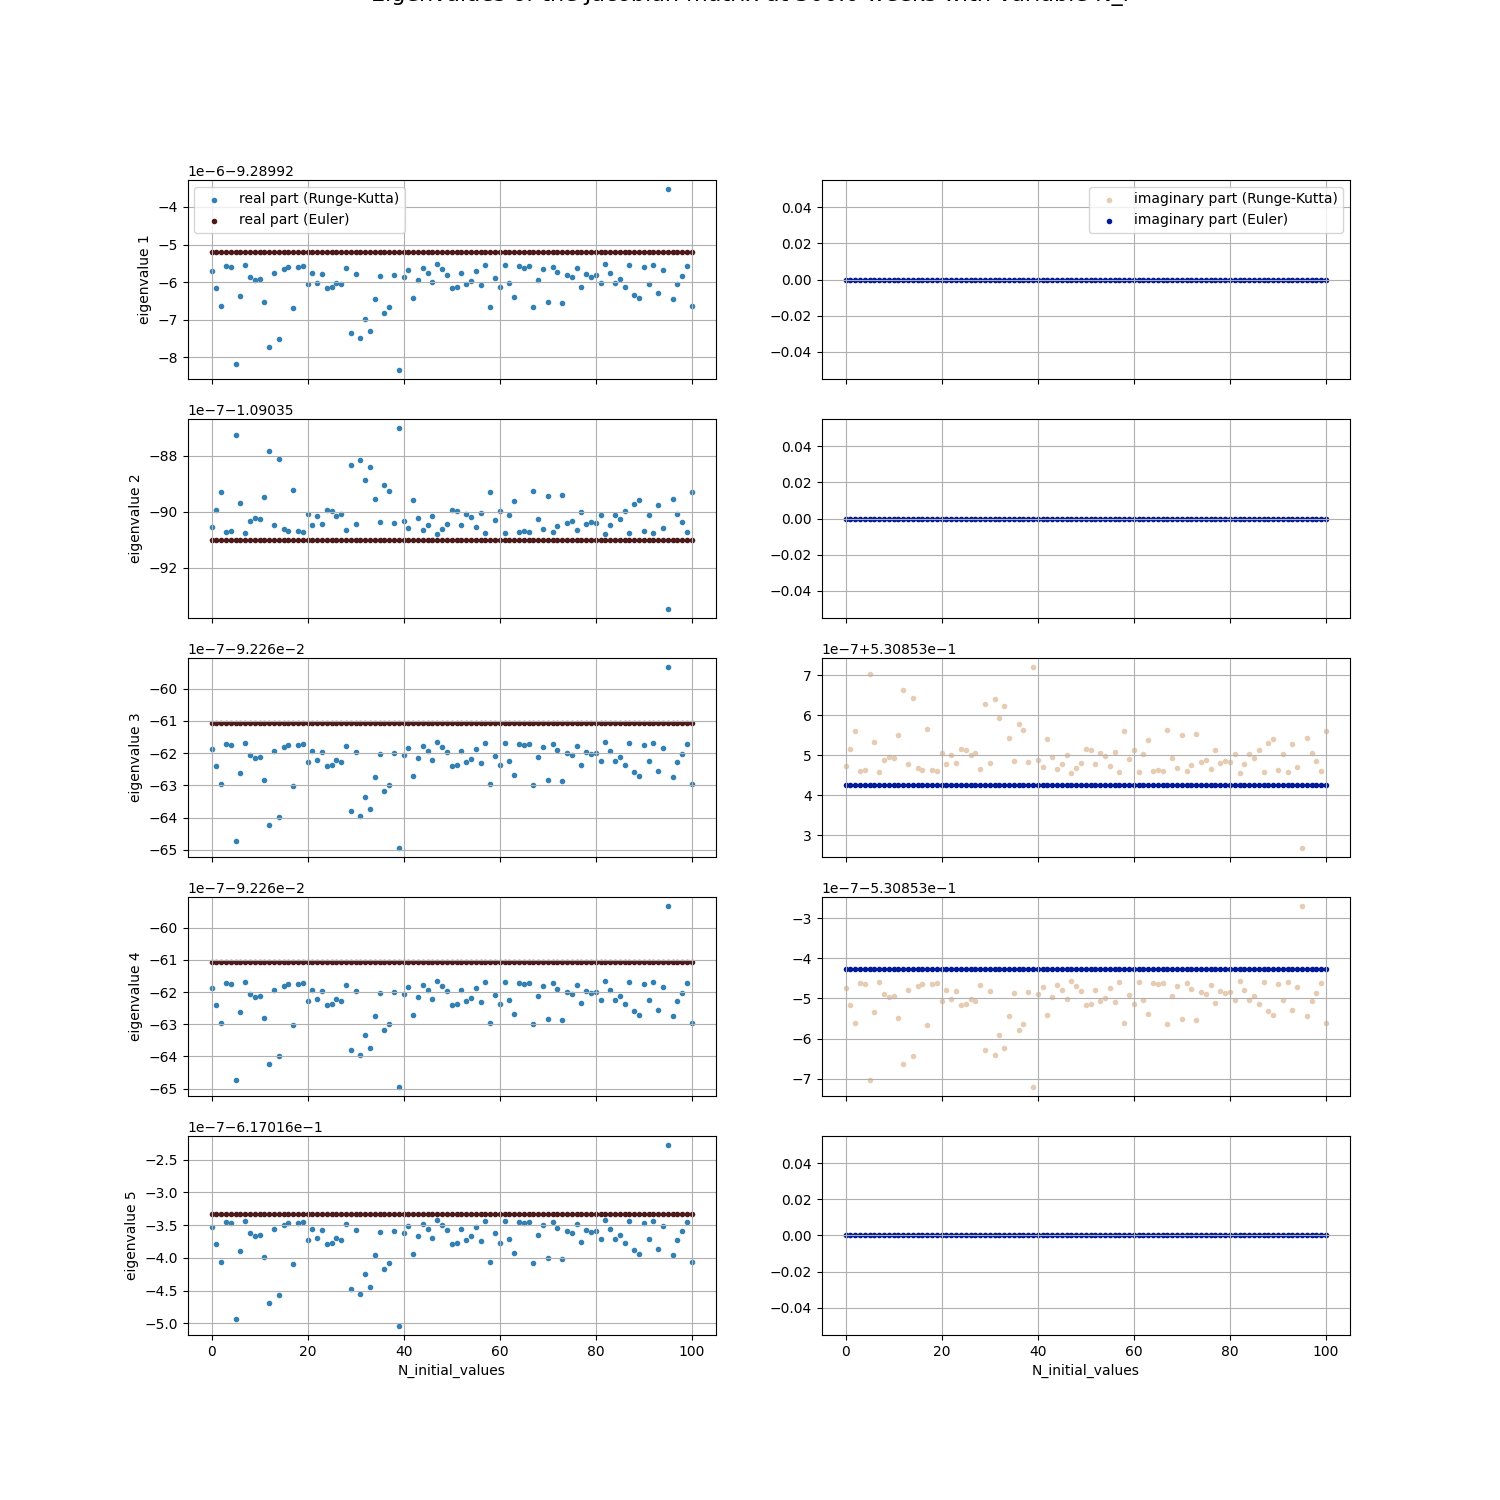 Eigenvalues of the Jacobian matrix at 500.0 weeks with variable N_i
1e−6−9.28992
real part (Runge-Kutta)
real part (Euler)
−4
−5
−6
−7
−8
eigenvalue 1
imaginary part (Runge-Kutta)
imaginary part (Euler)
0.04
0.02
0.00
−0.02
−0.04
1e−7−1.09035
−88
−90
−92
eigenvalue 2
0.04
0.02
0.00
−0.02
−0.04
1e−7−9.226e−2
−60
−61
−62
−63
−64
−65
eigenvalue 3
1e−7+5.30853e−1
7
6
5
4
3
1e−7−9.226e−2
−60
−61
−62
−63
−64
−65
eigenvalue 4
1e−7−5.30853e−1
−3
−4
−5
−6
−7
1e−7−6.17016e−1
−2.5
−3.0
−3.5
−4.0
−4.5
−5.0
eigenvalue 5
0 20 40 60 80 100
N_initial_values
0.04
0.02
0.00
−0.02
−0.04
0 20 40 60 80 100
N_initial_values